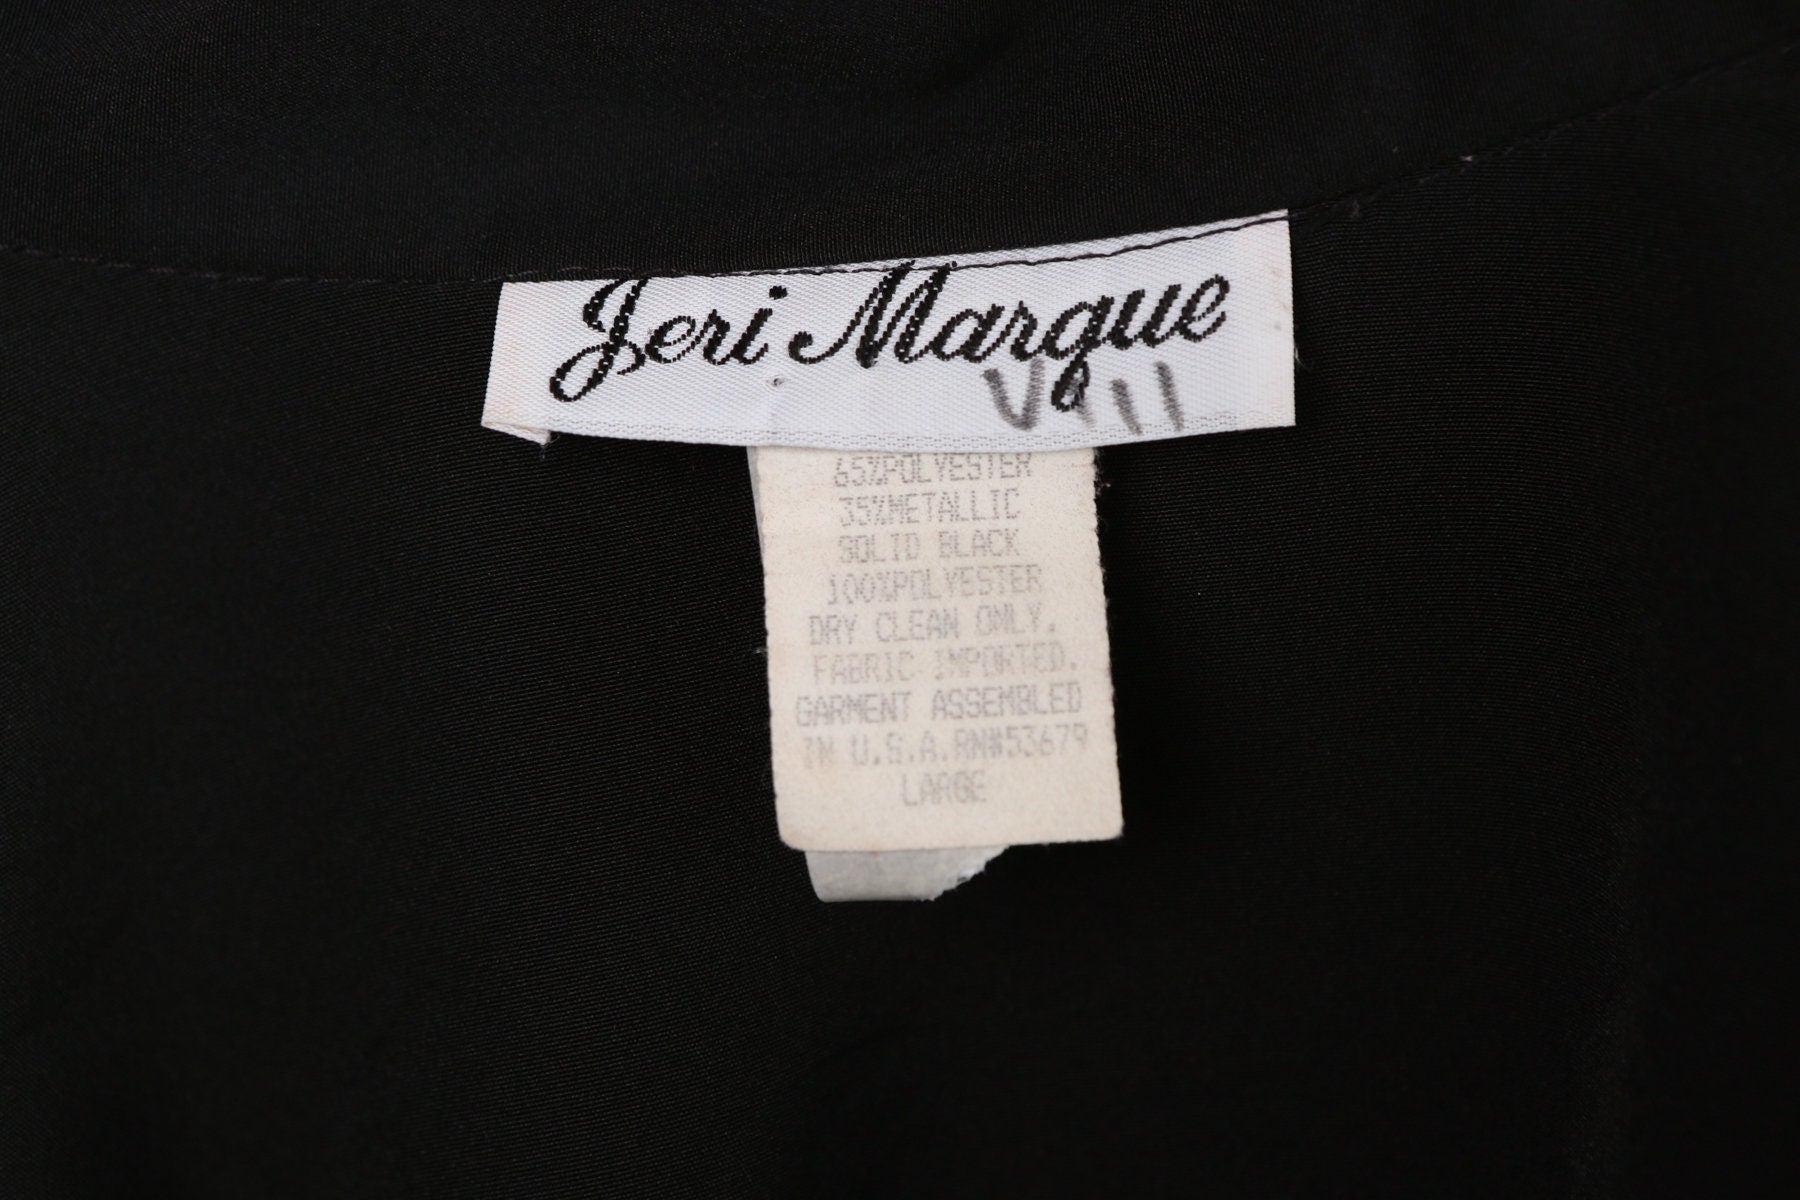 Jeri Marque
VIII
65%POLYESTER
35%METALLIC
SOLID BLACK
100%POLYESTER
DRY CLEAN ONLY.
FABRIC IMPORTED.
GARMENT ASSEMBLED
IN U.S.A.RN#53679
LARGE